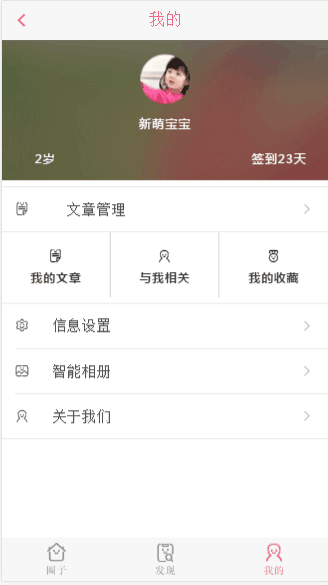 我的
新萌宝宝
2岁 签到23天
文章管理
我的文章 与我相关 我的收藏
信息设置
智能相册
关于我们
圈子 发现 我的